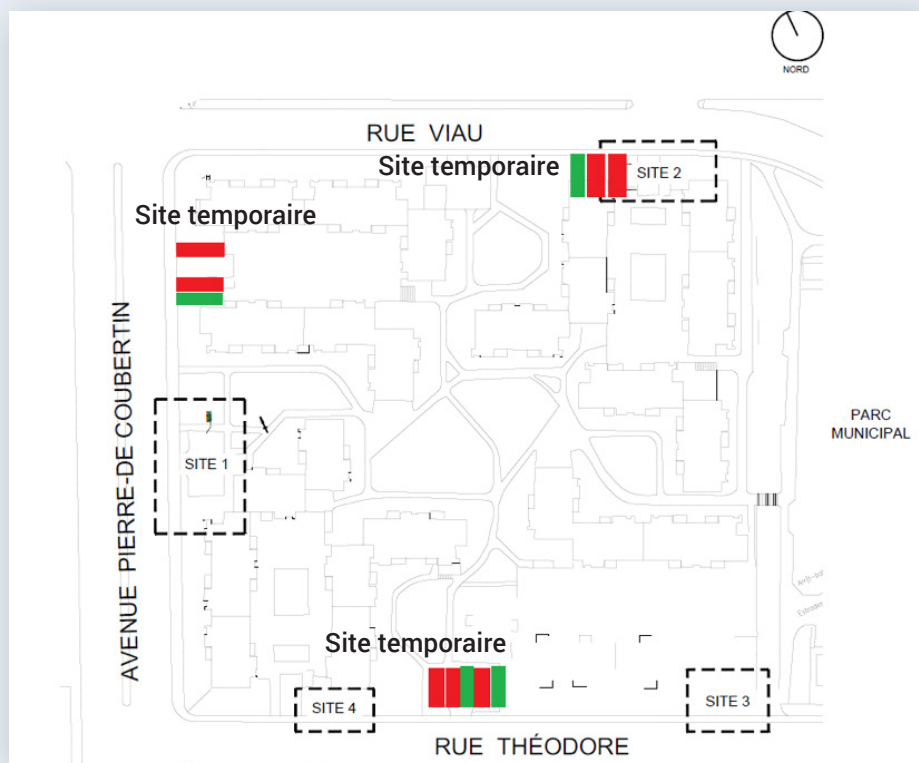 NORD
RUE VIAU
Site temporaire
SITE 2
Site temporaire
AVENUE PIERRE-DE COUBERTIN
PARC
MUNICIPAL
SITE 1
Site temporaire
SITE 4
SITE 3
RUE THÉODORE